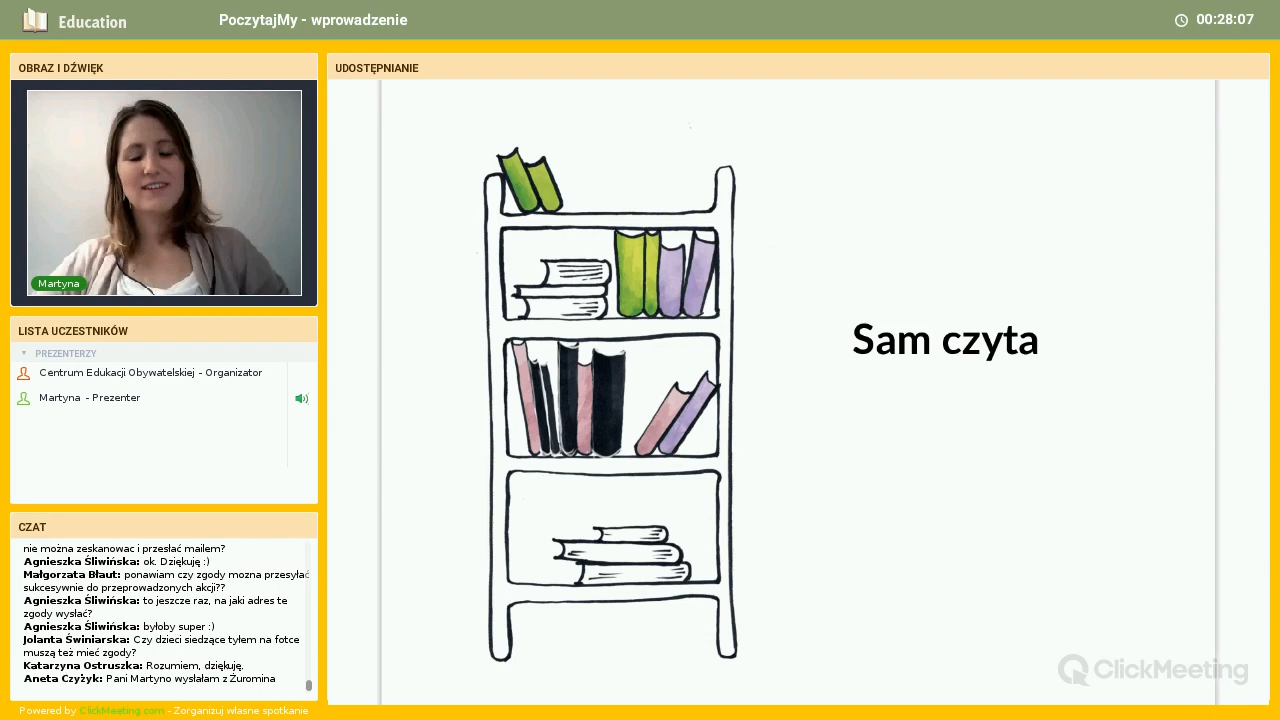 Education
PoczytajMy - wprowadzenie
00:28:07
OBRAZ I DŹWIĘK
Martyna
LISTA UCZESTNIKÓW
PREZENTERZY
Centrum Edukacji Obywatelskiej - Organizator
Martyna - Prezenter
CZAT
nie można zeskanowac i przesłać mailem?
Agnieszka Śliwińska: ok. Dziękuję :)
Małgorzata Błaut: ponawiam czy zgody mozna przesyłać
sukcesywnie do przeprowadzonych akcji??
Agnieszka Śliwińska: to jeszcze raz, na jaki adres te
zgody wysłać?
Agnieszka Śliwińska: byłoby super :)
Jolanta Świniarska: Czy dzieci siedzące tyłem na fotce
muszą też mieć zgody?
Katarzyna Ostruszka: Rozumiem, dziękuję.
Aneta Czyżyk: Pani Martyno wysłałam z Żuromina
Powered by ClickMeeting.com - Zorganizuj własne spotkanie
UDOSTĘPNIANIE
Sam czyta
ClickMeeting